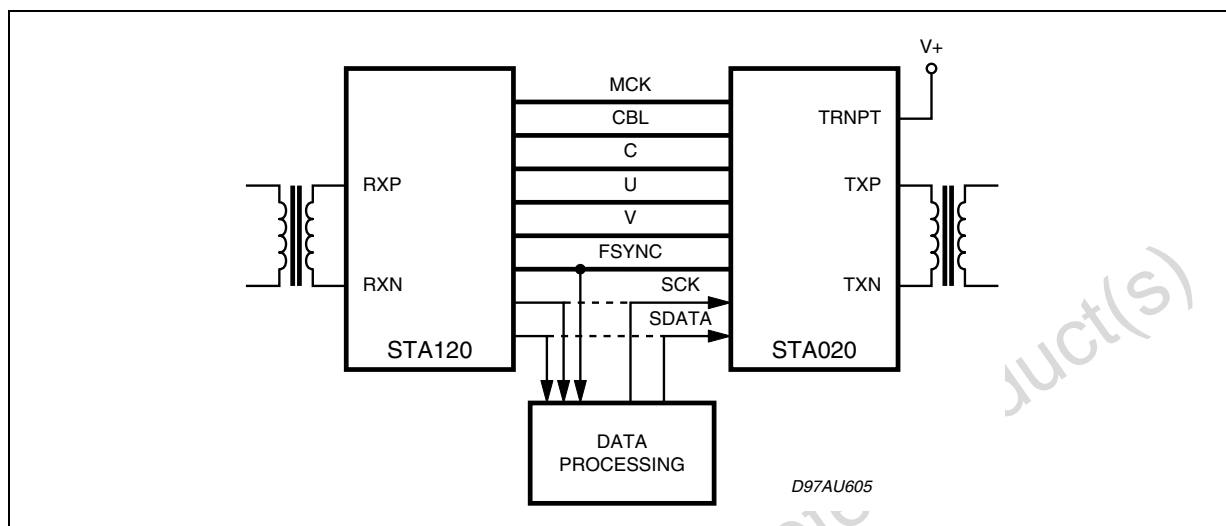 V+
MCK
CBL
TRNPT
C
RXP
U
TXP
V
FSYNC
RXN
SCK
TXN
SDATA
STA120
STA020
DATA
PROCESSING
D97AU605